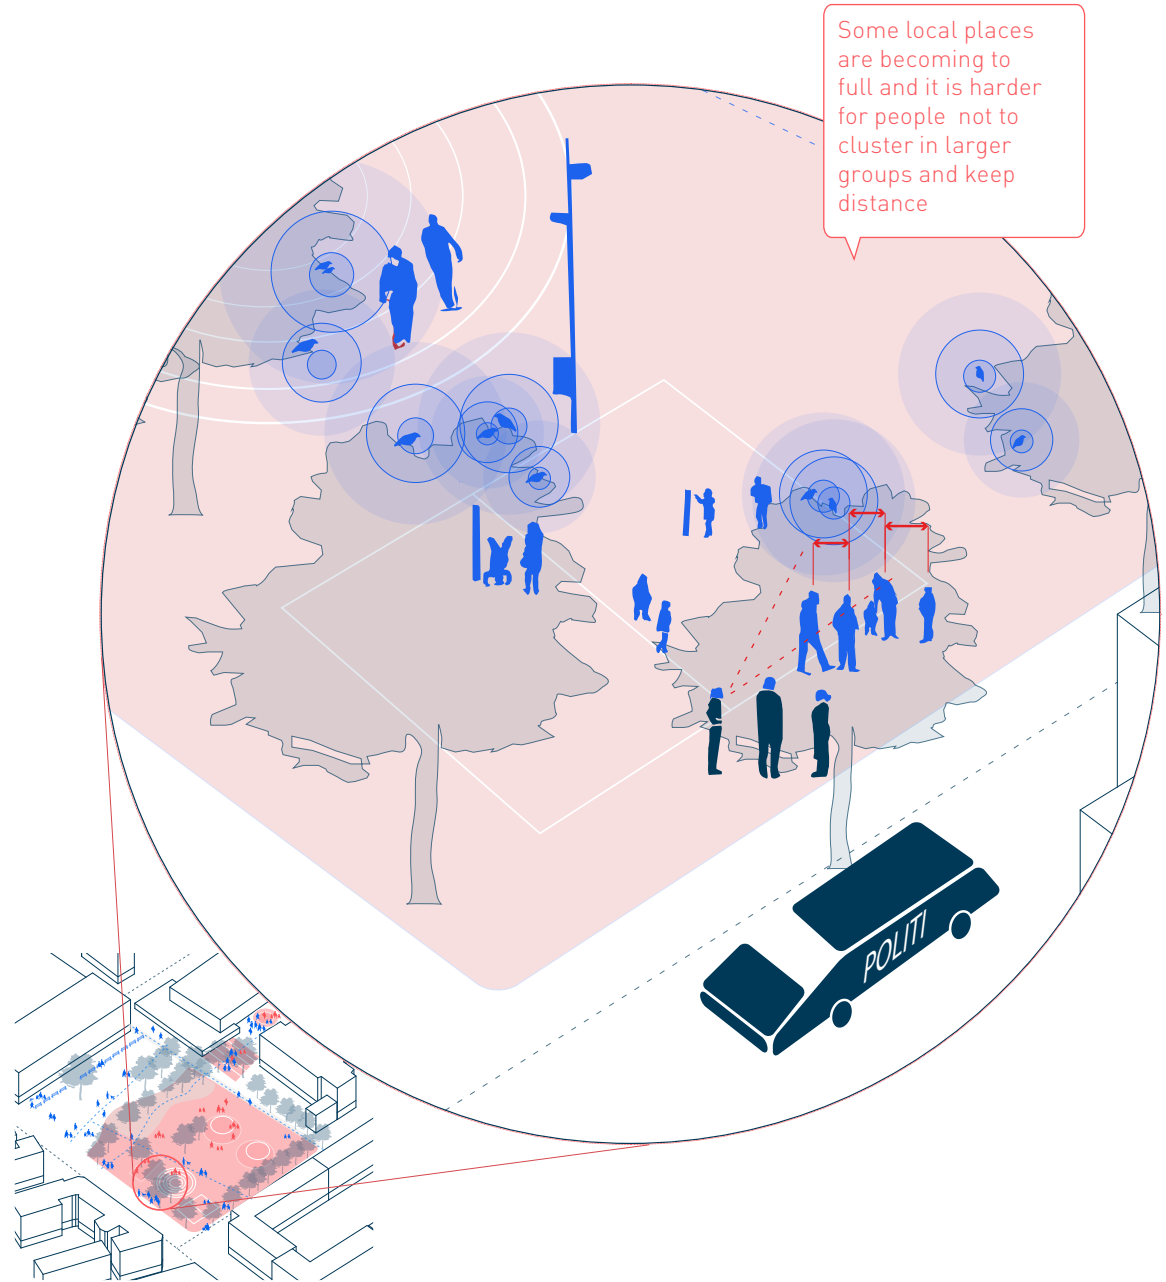 Some local places
are becoming to
full and it is harder
for people not to
cluster in larger
groups and keep
distance
POLITI